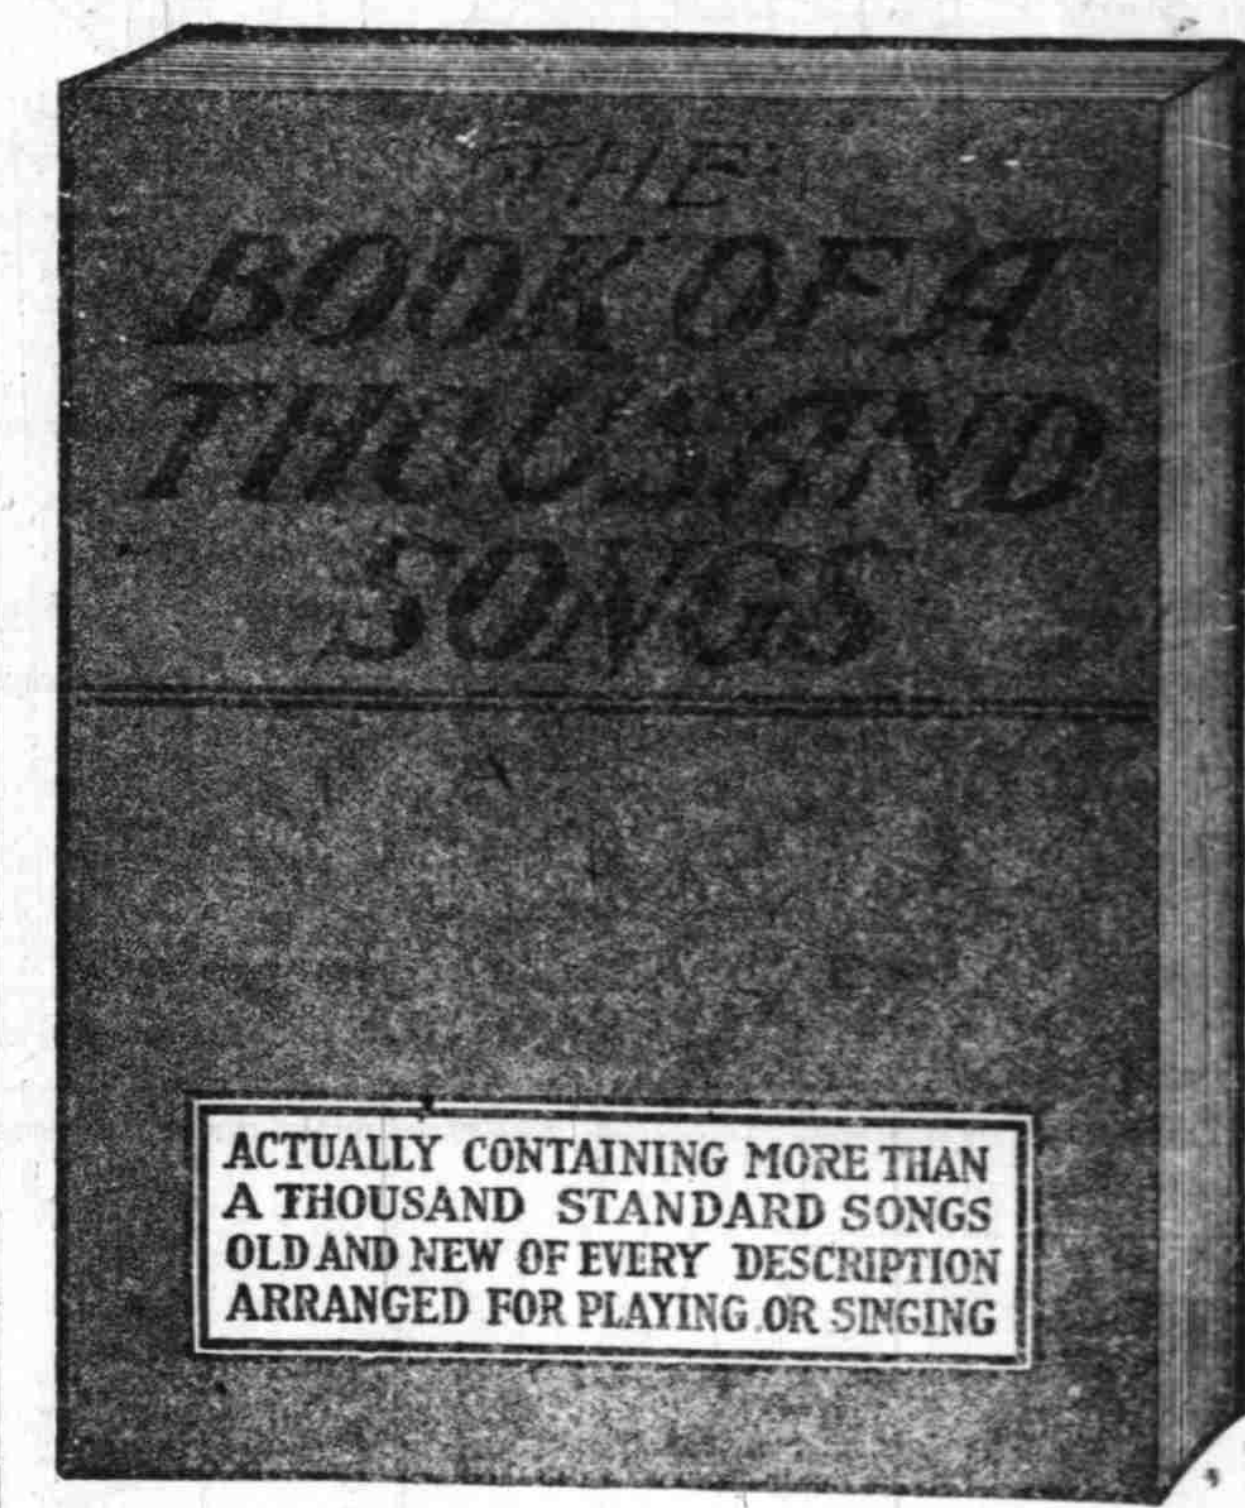 THE
BOOK OF A
THOUSAND
SONGS
ACTUALLY CONTAINING MORE THAN
A THOUSAND STANDARD SONGS
OLD AND NEW OF EVERY DESCRIPTION
ARRANGED FOR PLAYING OR SINGING